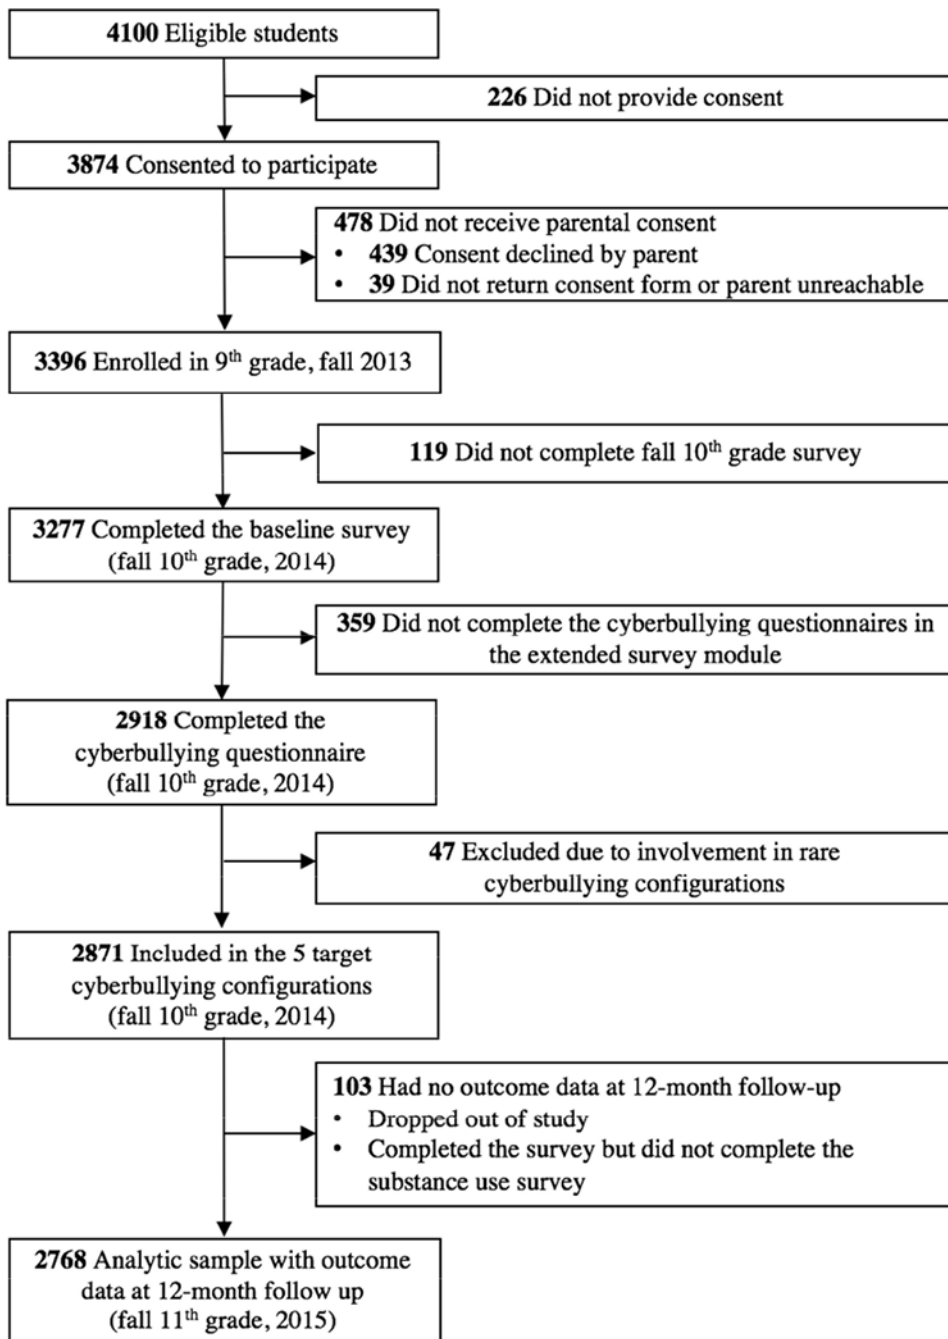 4100 Eligible students
226 Did not provide consent
3874 Consented to participate
478 Did not receive parental consent
• 439 Consent declined by parent
• 39 Did not return consent form or parent unreachable
3396 Enrolled in 9th grade, fall 2013
119 Did not complete fall 10th grade survey
3277 Completed the baseline survey
(fall 10th grade, 2014)
359 Did not complete the cyberbullying questionnaires in
the extended survey module
2918 Completed the
cyberbullying questionnaire
(fall 10th grade, 2014)
47 Excluded due to involvement in rare
cyberbullying configurations
2871 Included in the 5 target
cyberbullying configurations
(fall 10th grade, 2014)
103 Had no outcome data at 12-month follow-up
• Dropped out of study
• Completed the survey but did not complete the
substance use survey
2768 Analytic sample with outcome
data at 12-month follow up
(fall 11th grade, 2015)